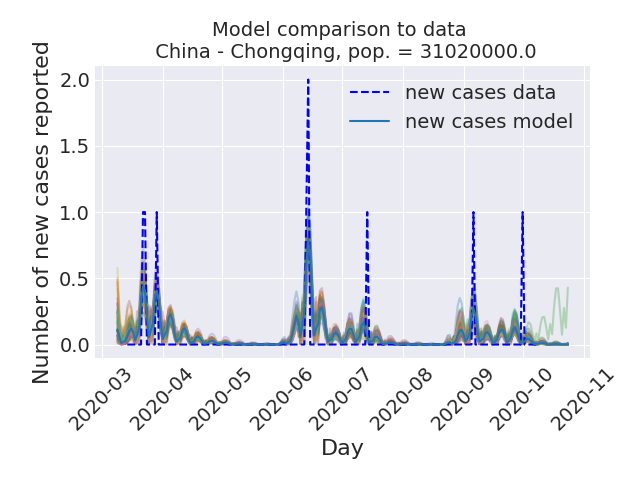 Model comparison to data
China - Chongqing, pop. = 31020000.0
Number of new cases reported
2.0
1.5
1.0
0.5
0.0
new cases data
new cases model
2020-03
2020-04
2020-05
2020-06
2020-07
2020-08
2020-09
2020-10
2020-11
Day